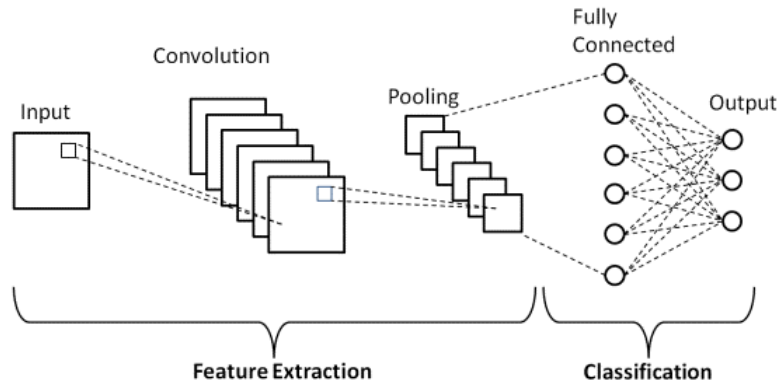 Input
Convolution
Pooling
Fully
Connected
Output
Feature Extraction
Classification